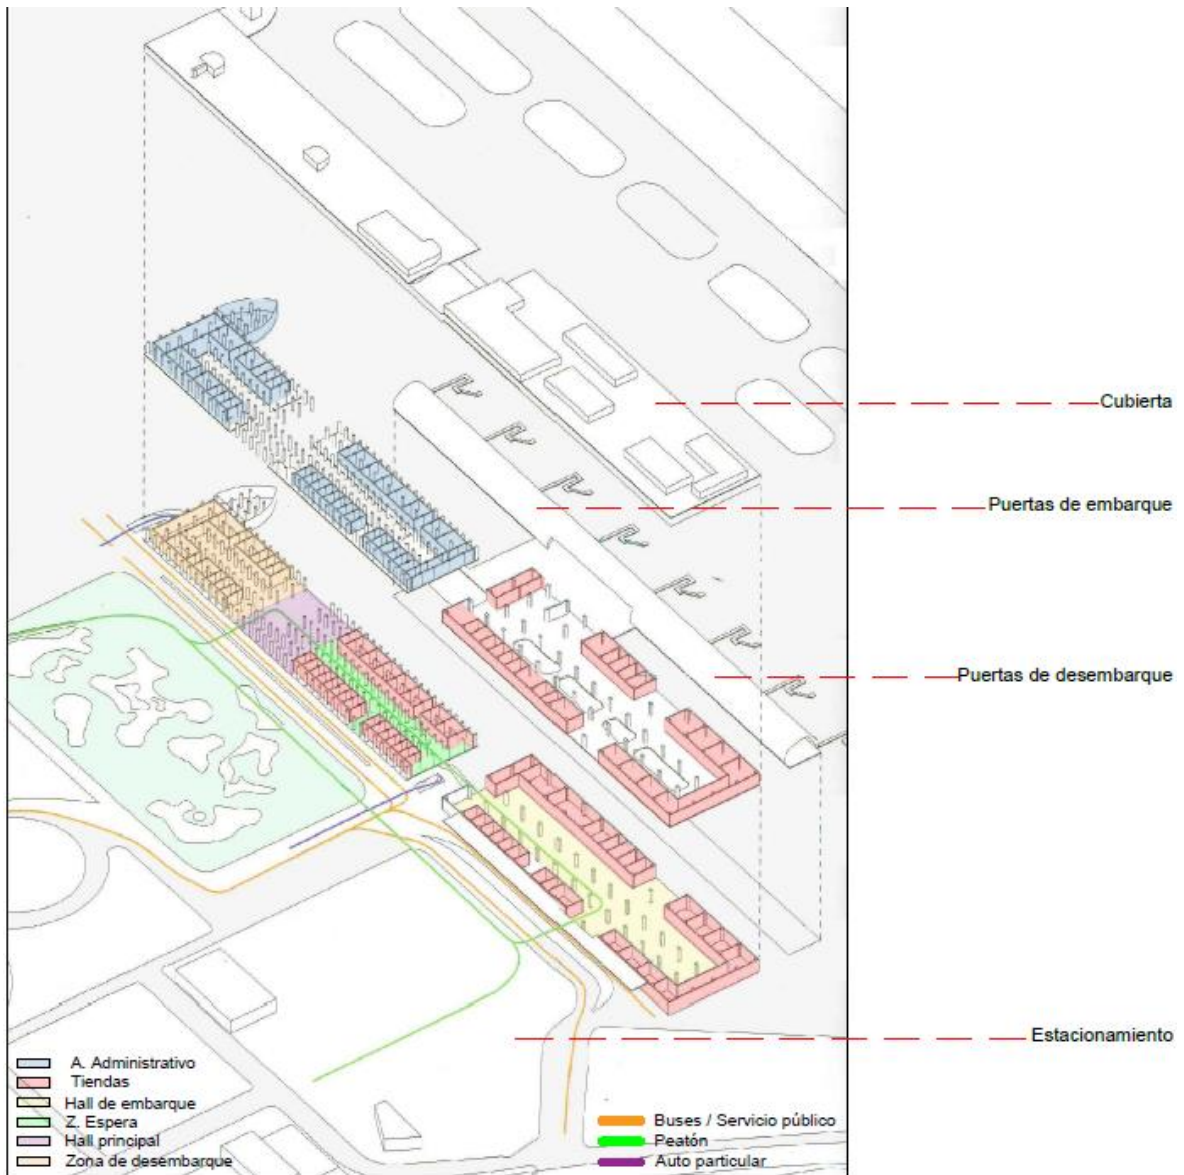 Cubierta
Puertas de embarque
Puertas de desembarque
Estacionamiento
A. Administrativo
Tiendas
Hall de embarque
Z. Espera
Hall principal
Zona de desembarque
Buses / Servicio público
Peatón
Auto particular